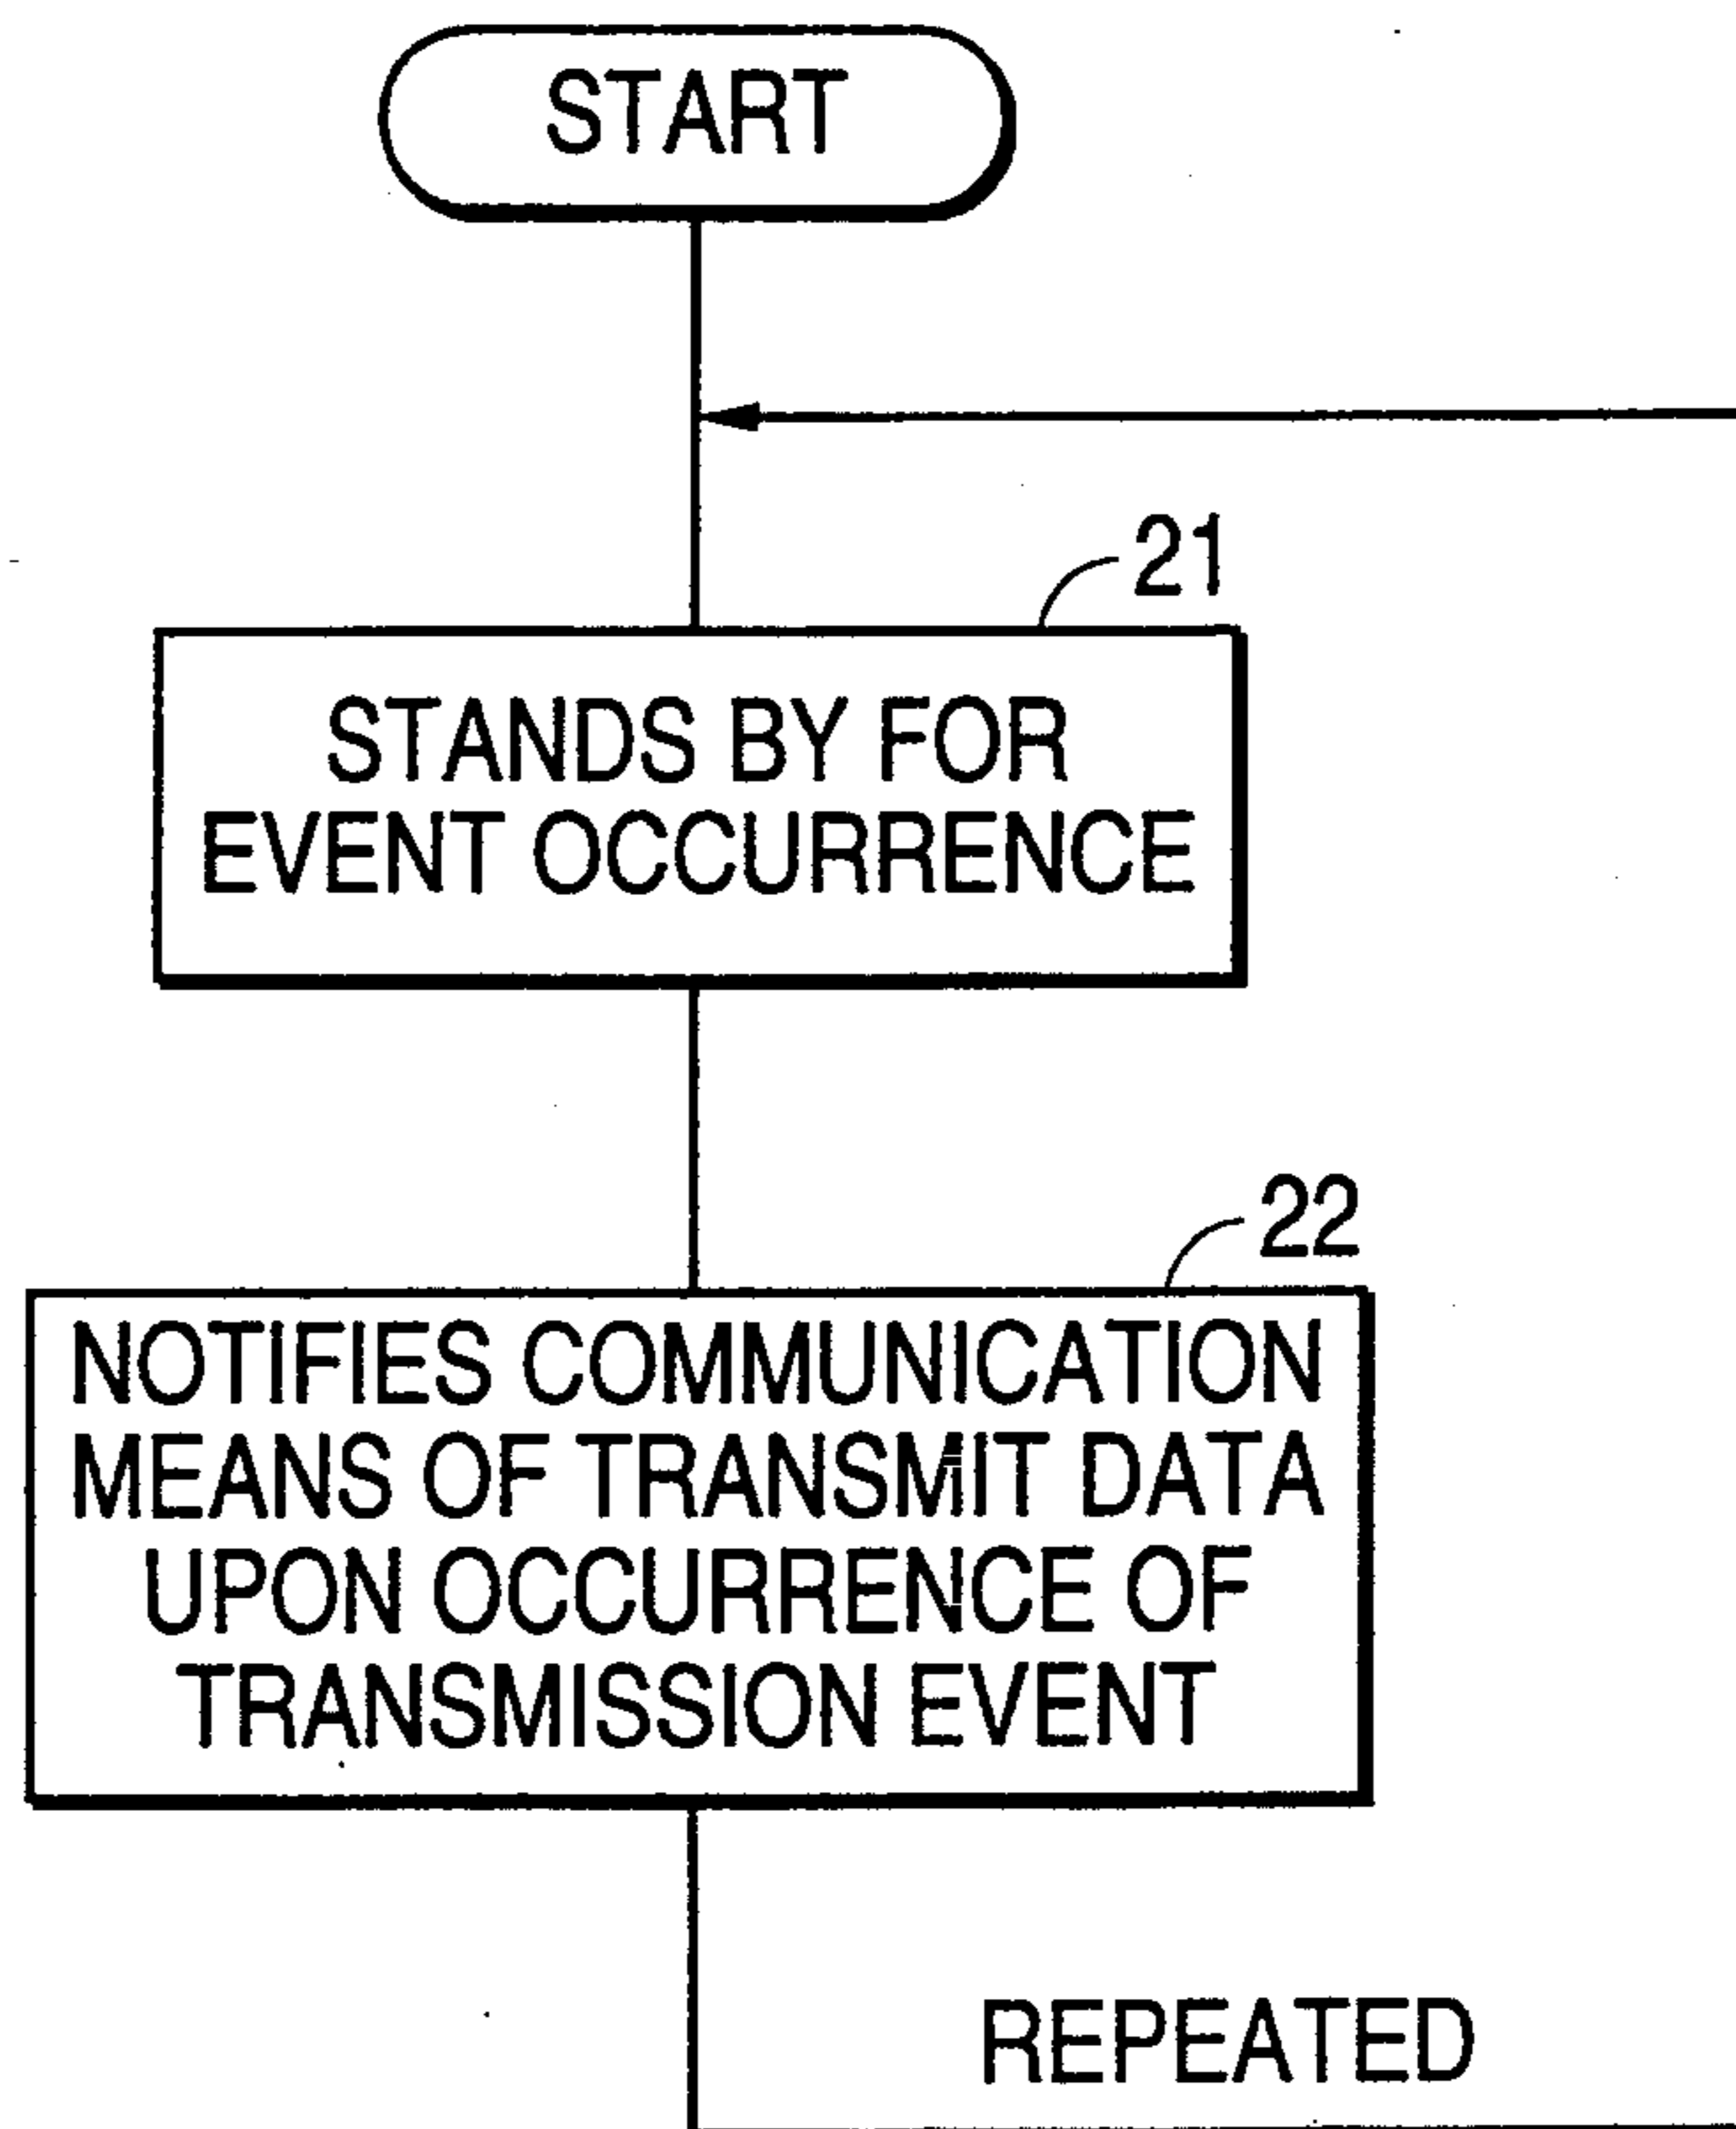 START
21
STANDS BY FOR
EVENT OCCURRENCE
22
NOTIFIES COMMUNICATION
MEANS OF TRANSMIT DATA
UPON OCCURRENCE OF
TRANSMISSION EVENT
REPEATED